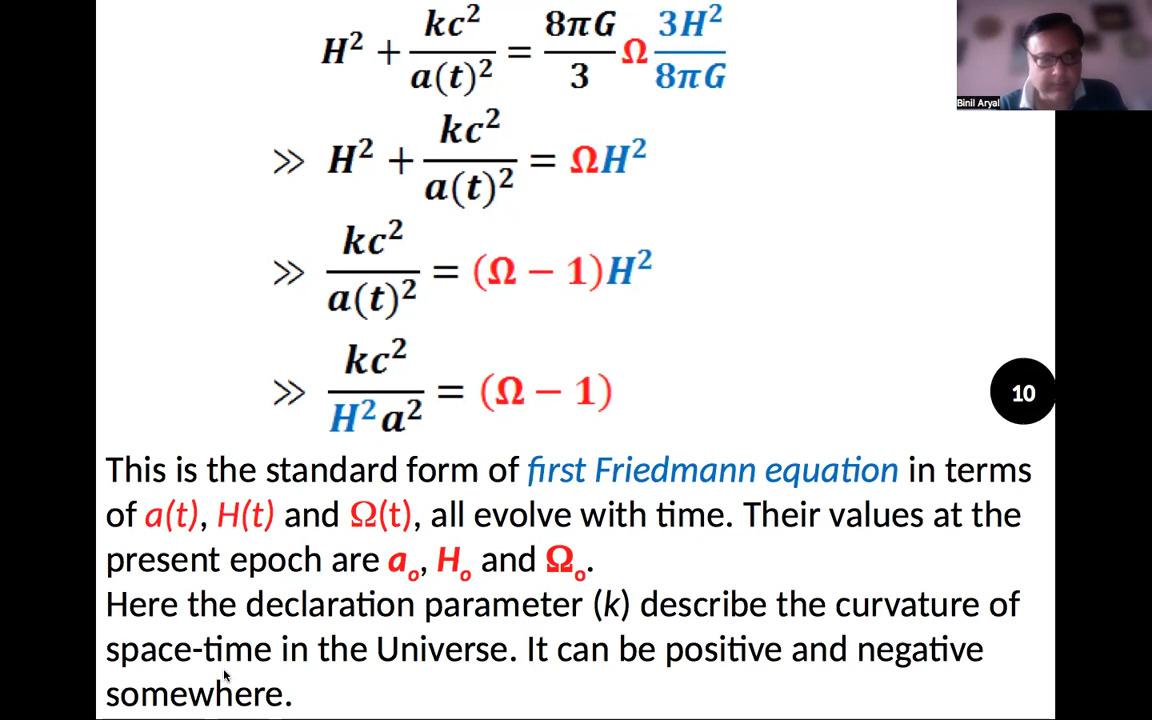 H² + kc²/a(t)² = 8πG/3 Ω 3H²/8πG
Binil Aryal
≫ H² + kc²/a(t)² = ΩH²
≫ kc²/a(t)² = (Ω − 1)H²
≫ kc²/H²a² = (Ω − 1)
10
This is the standard form of first Friedmann equation in terms
of a(t), H(t) and Ω(t), all evolve with time. Their values at the
present epoch are aₒ, Hₒ and Ωₒ.
Here the declaration parameter (k) describe the curvature of
space-time in the Universe. It can be positive and negative
somewhere.